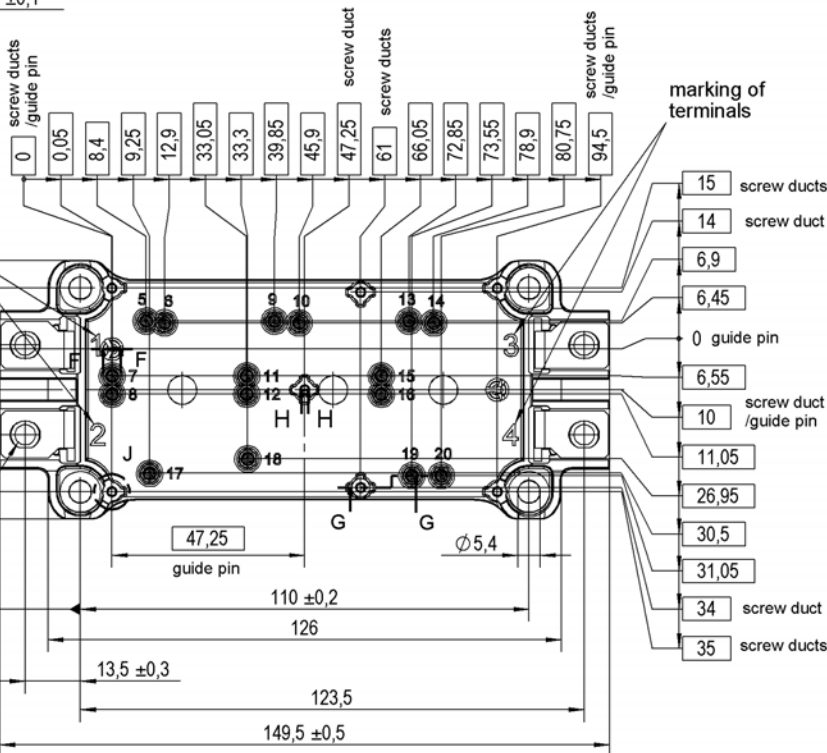 ±0,1
screw ducts
/guide pin
screw duct
screw ducts
screw ducts
/guide pin
0
0,05
8,4
9,25
12,9
33,05
33,3
39,85
45,9
47,25
61
66,05
72,85
73,55
78,9
80,75
94,5
marking of
terminals
15 screw ducts
14 screw duct
6,9
6,45
0 guide pin
6,55
10 screw duct
/guide pin
11,05
26,95
30,5
31,05
34 screw duct
35 screw ducts
5 6 9 10 13 14
1 3
F F
7 11 15
8 12 16
H H
2 4
J
17 18 19 20
G G
47,25
guide pin
Ø5,4
110 ±0,2
126
13,5 ±0,3
123,5
149,5 ±0,5